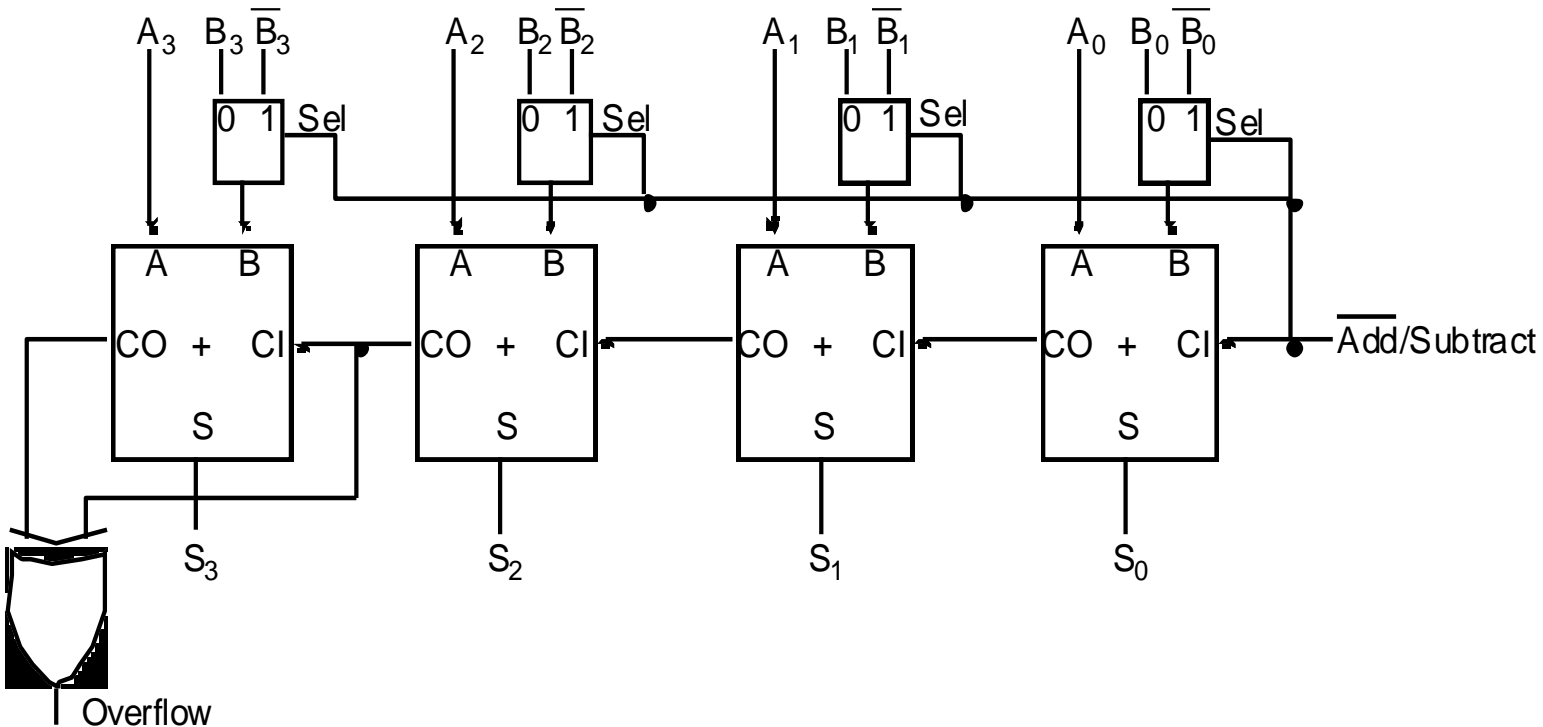 A₃ B₃ B̅₃ A₂ B₂ B̅₂ A₁ B₁ B̅₁ A₀ B₀ B̅₀
0 1 Sel 0 1 Sel 0 1 Sel 0 1 Sel
A B A B A B A B
CO + CI CO + CI CO + CI CO + CI A̅d̅d̅/Subtract
S S S S
S₃ S₂ S₁ S₀
Overflow